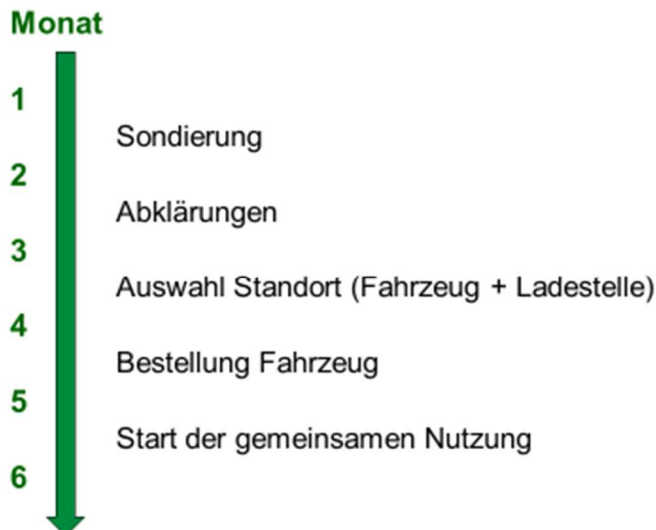 Monat
1
Sondierung
2
Abklärungen
3
Auswahl Standort (Fahrzeug + Ladestelle)
4
Bestellung Fahrzeug
5
Start der gemeinsamen Nutzung
6